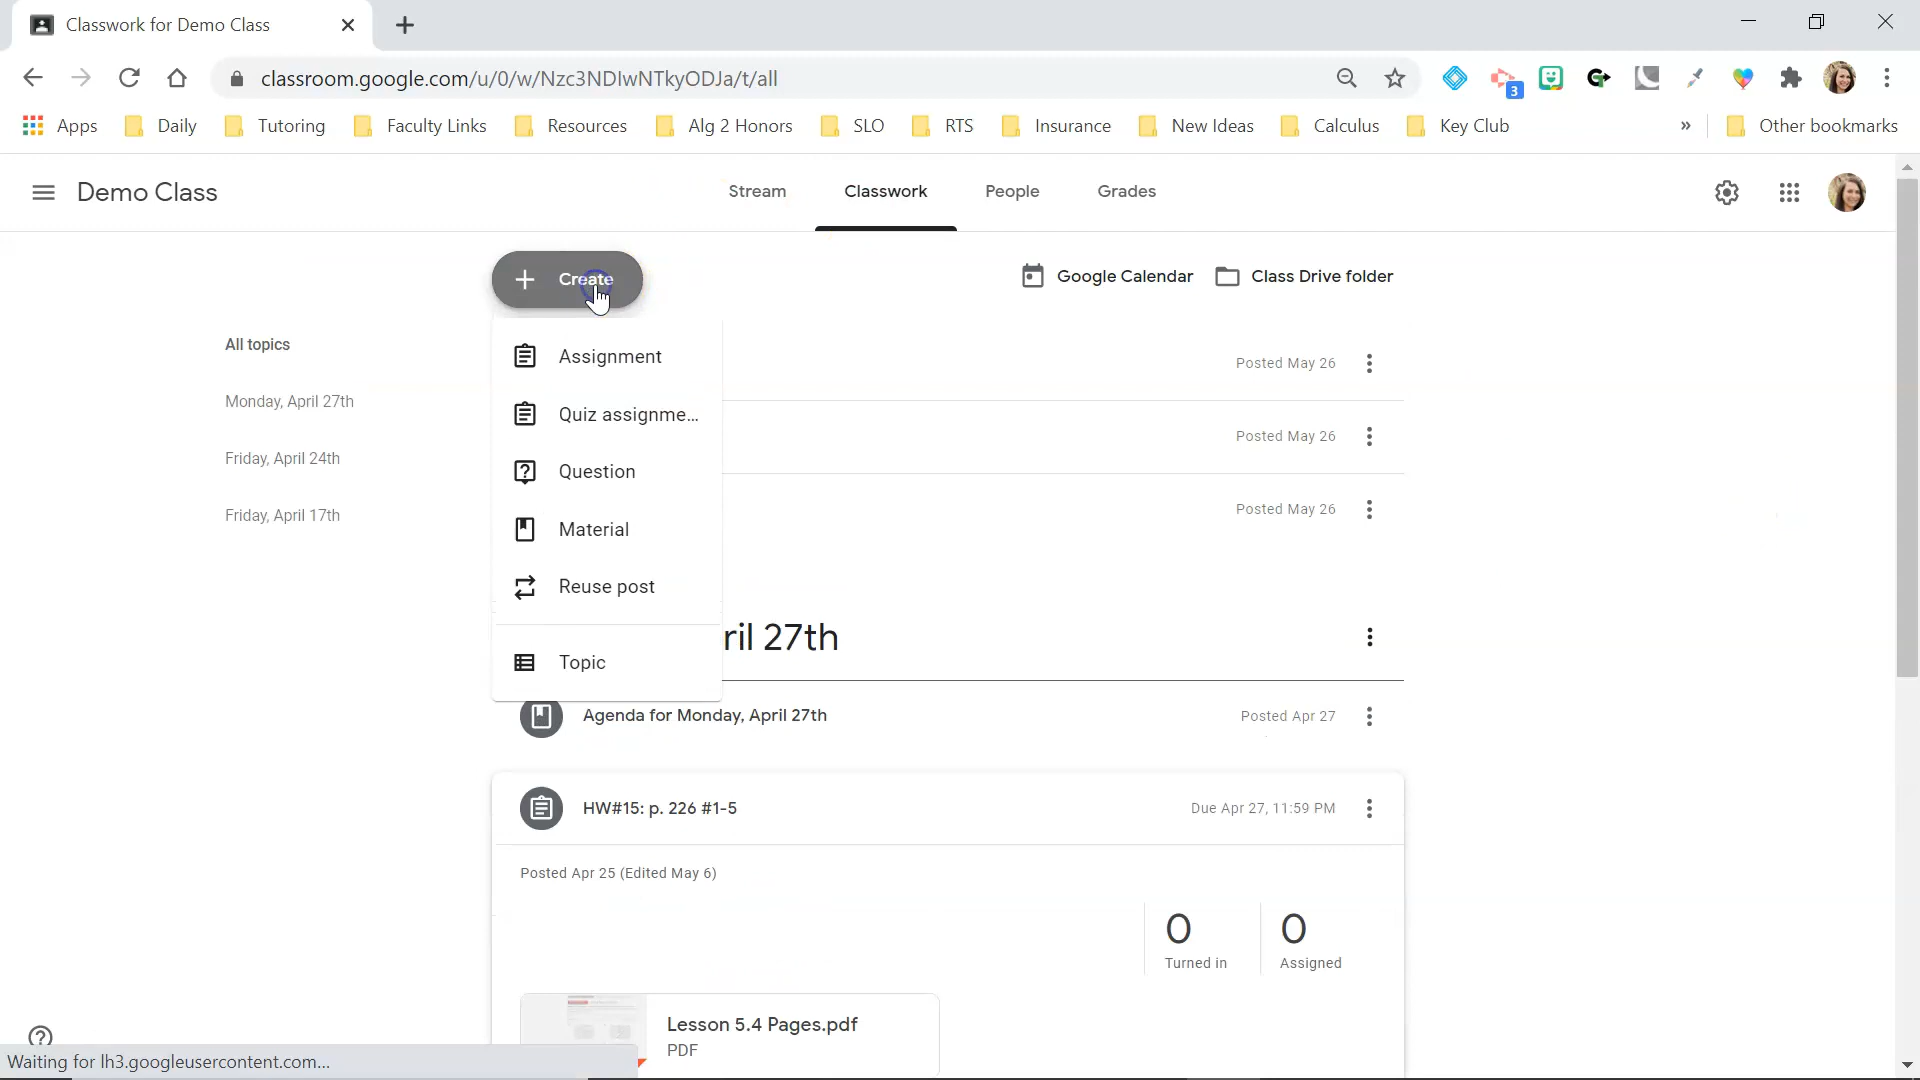 Classwork for Demo Class
classroom.google.com/u/0/w/Nzc3NDIwNTkyODJa/t/all
3
Apps Daily Tutoring Faculty Links Resources Alg 2 Honors SLO RTS Insurance New Ideas Calculus Key Club » Other bookmarks
Demo Class Stream Classwork People Grades
Create Google Calendar Class Drive folder
All topics
Monday, April 27th
Friday, April 24th
Friday, April 17th
Assignment
Quiz assignme...
Question
Material
Reuse post
Topic
Posted May 26
Posted May 26
Posted May 26
ril 27th
Agenda for Monday, April 27th Posted Apr 27
HW#15: p. 226 #1-5 Due Apr 27, 11:59 PM
Posted Apr 25 (Edited May 6)
0 0
Turned in Assigned
Lesson 5.4 Pages.pdf
PDF
Waiting for lh3.googleusercontent.com...